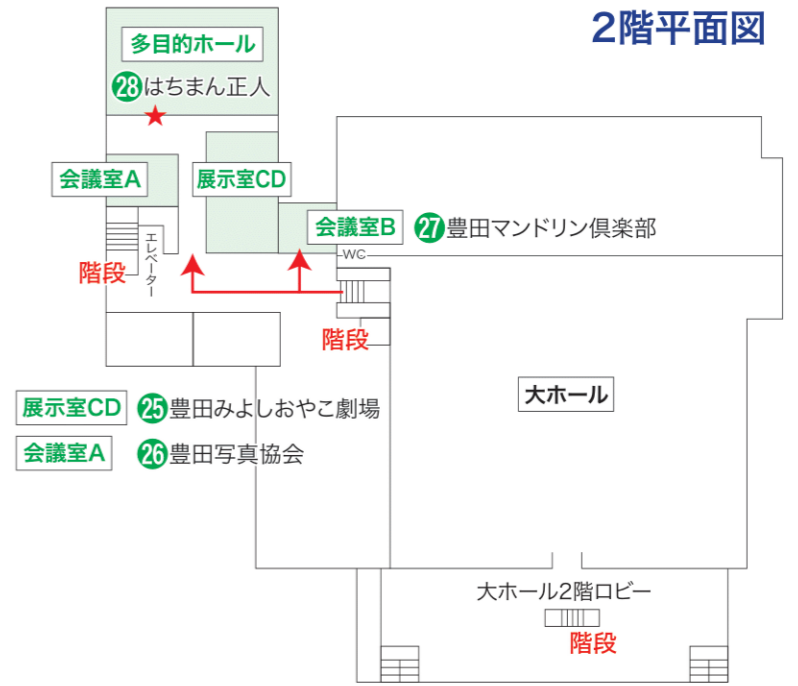 2階平面図
多目的ホール
28はちまん正人
★
会議室A
展示室CD
会議室B 27豊田マンドリン倶楽部
WC
エレベーター
階段
階段
大ホール
展示室CD 25豊田みよしおやこ劇場
会議室A 26豊田写真協会
大ホール2階ロビー
階段